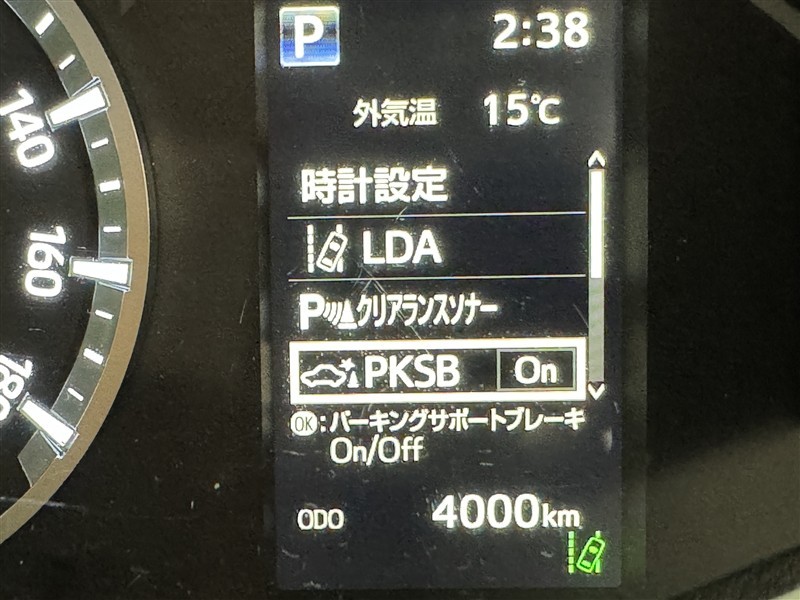 P 2:38
外気温 15℃
時計設定
LDA
Pクリアランスソナー
PKSB On
OK:パーキングサポートブレーキ
On/Off
ODO 4000km
140
160
180